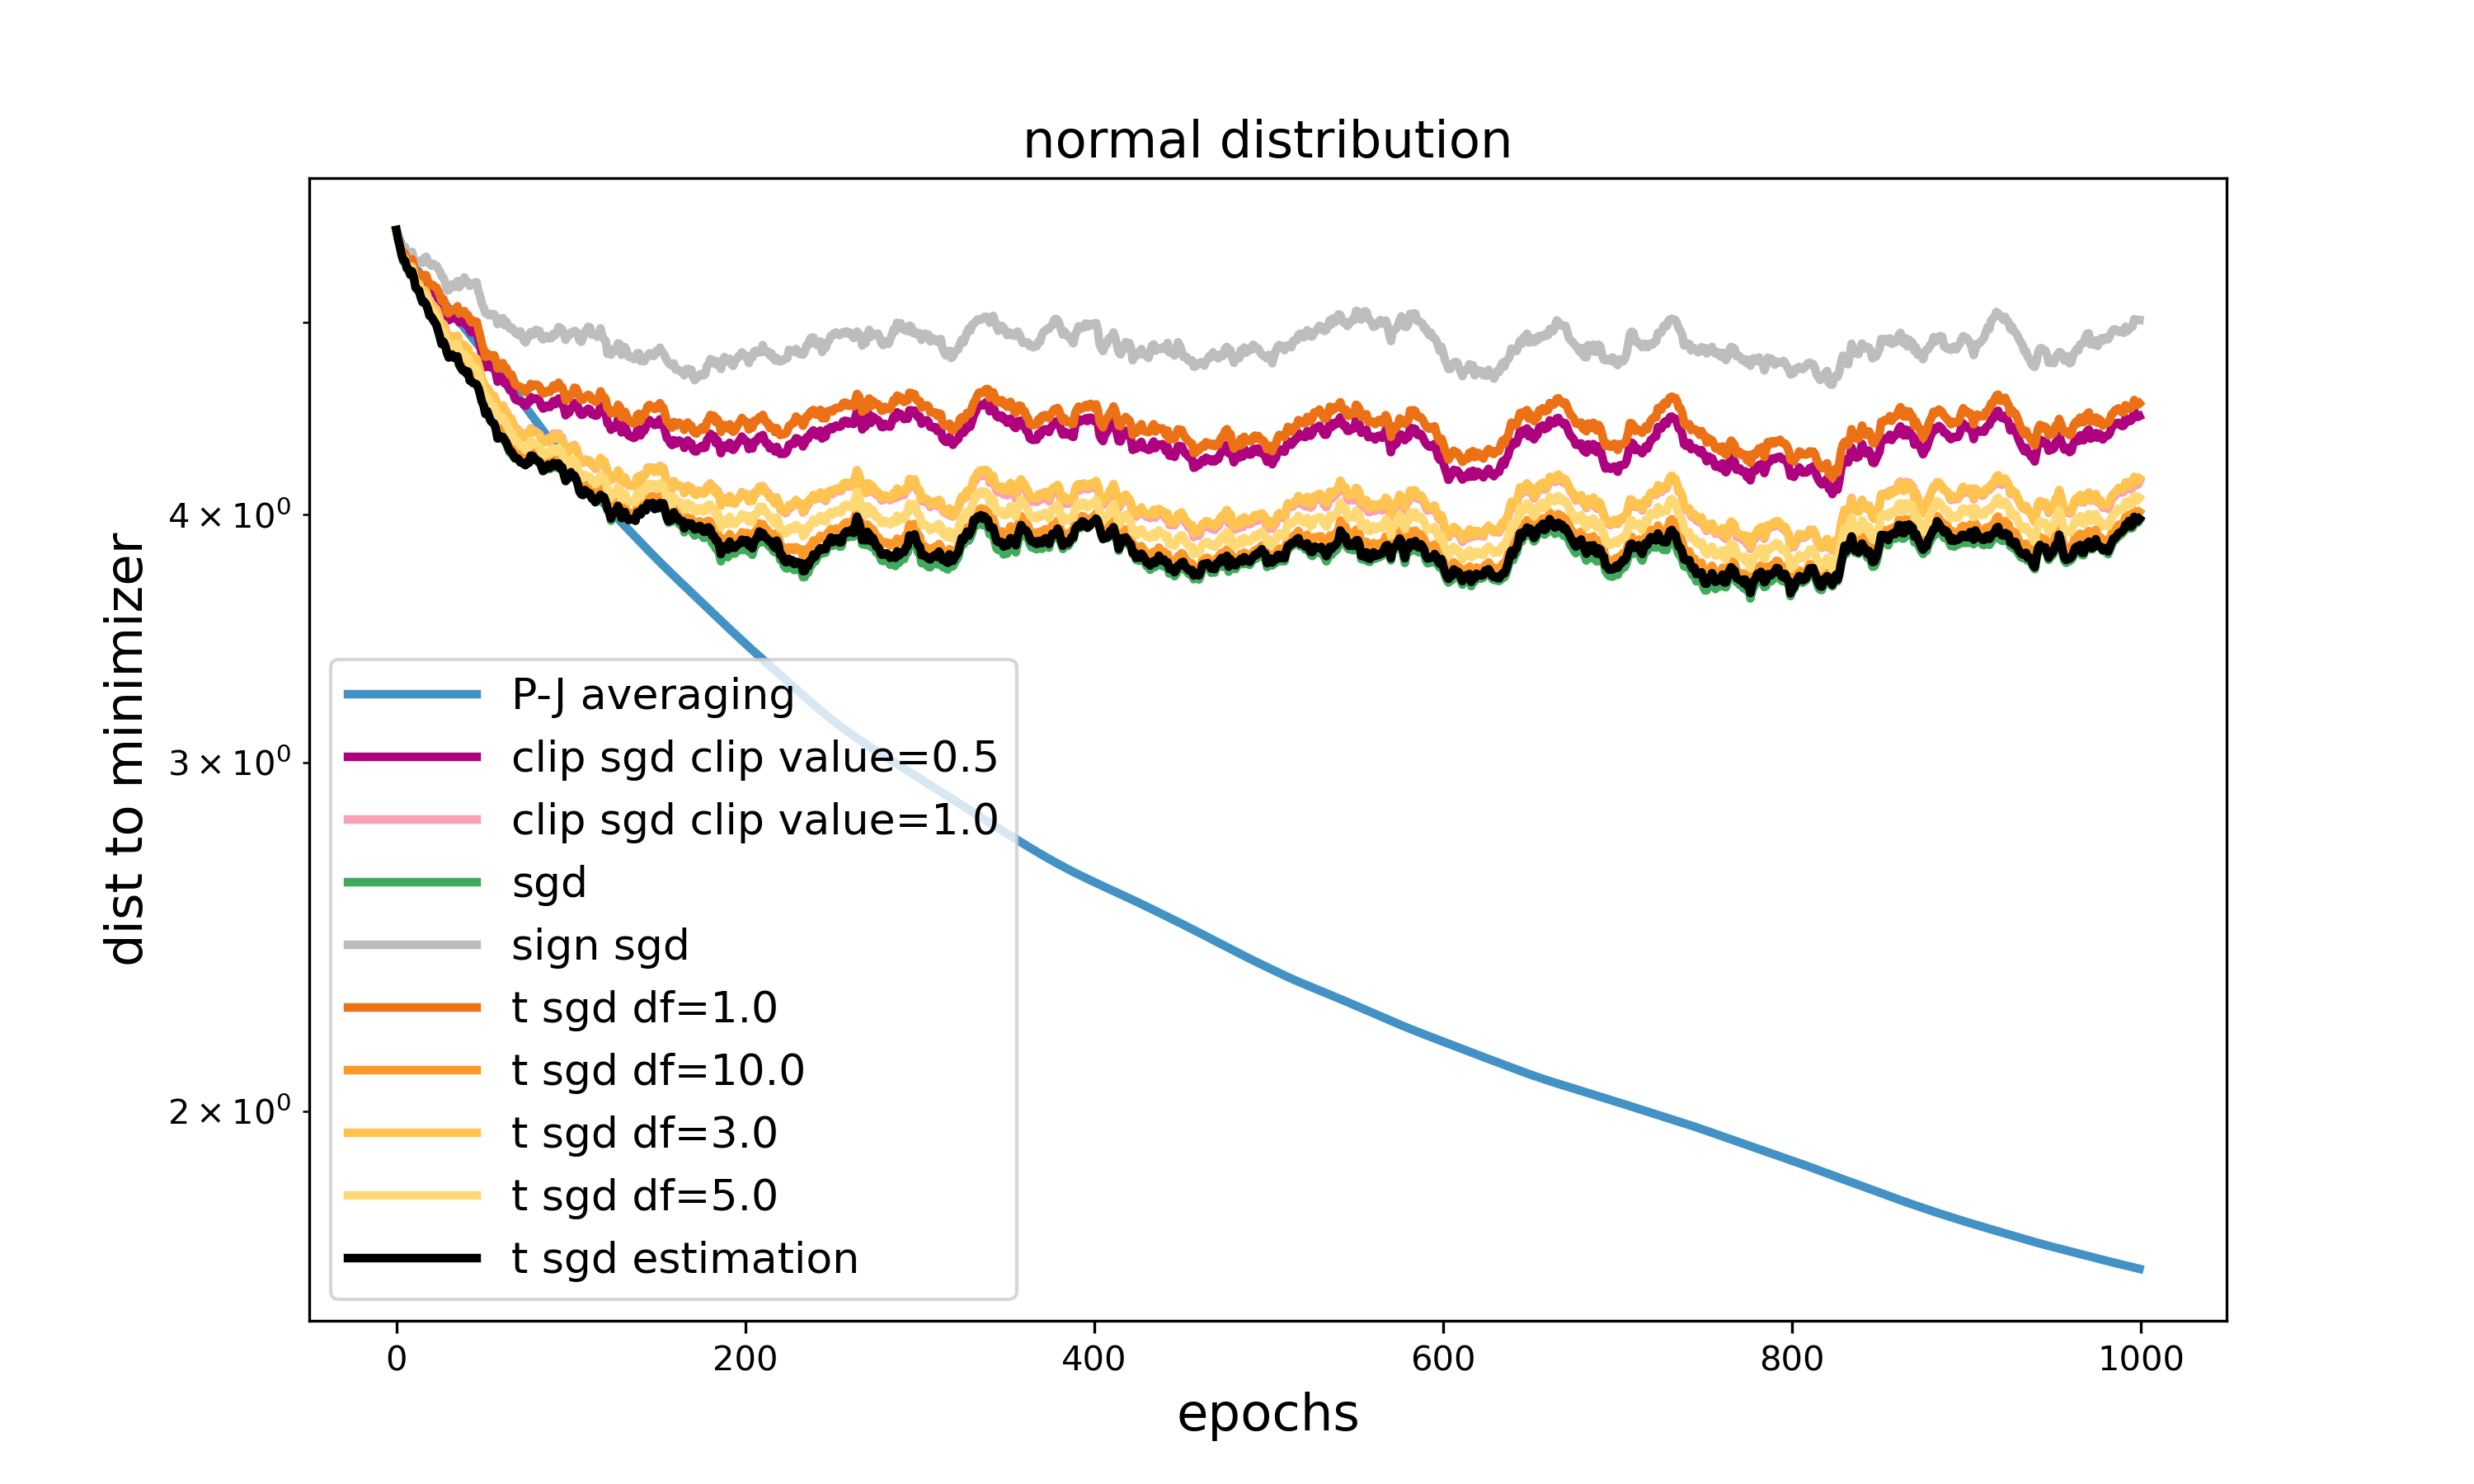 normal distribution
dist to minimizer
4 × 10⁰
3 × 10⁰
2 × 10⁰
P-J averaging
clip sgd clip value=0.5
clip sgd clip value=1.0
sgd
sign sgd
t sgd df=1.0
t sgd df=10.0
t sgd df=3.0
t sgd df=5.0
t sgd estimation
0 200 400 600 800 1000
epochs